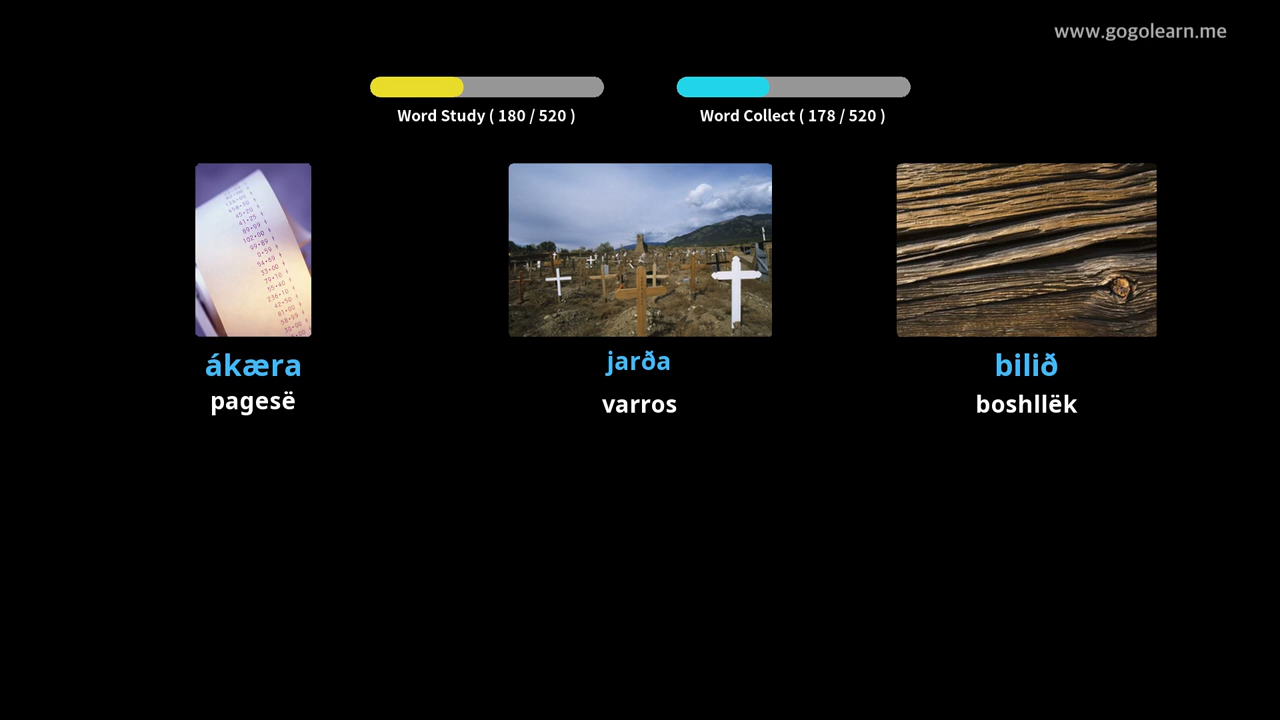 www.gogolearn.me
Word Study ( 180 / 520 )
Word Collect ( 178 / 520 )
ákæra
jarða
bilið
pagesë
varros
boshllëk